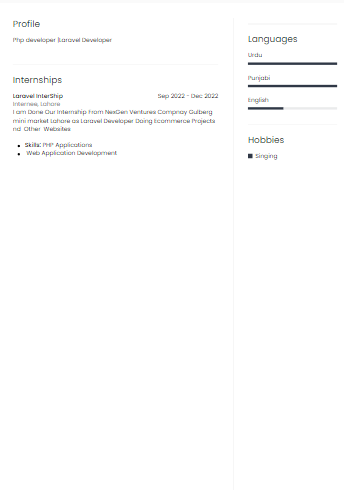 Profile
Php developer |Laravel Developer
Internships
Laravel InterShip Sep 2022 - Dec 2022
Internee, Lahore
I am Done Our Internship From NexGen Ventures Compnay Gulberg
mini market Lahore as Laravel Developer Doing Ecommerce Projects
nd Other Websites
Skills: PHP Applications
Web Application Development
Languages
Urdu
Punjabi
English
Hobbies
Singing